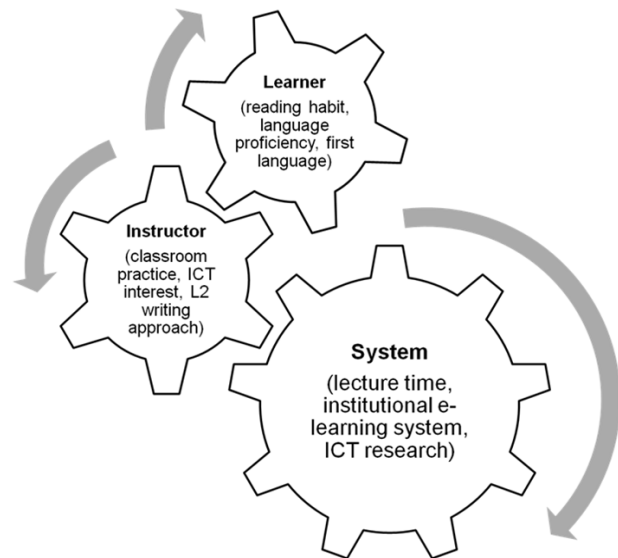 Learner
(reading habit,
language
proficiency, first
language)
Instructor
(classroom
practice, ICT
interest, L2
writing
approach)
System
(lecture time,
institutional e-
learning system,
ICT research)